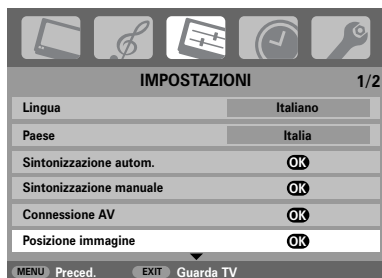 IMPOSTAZIONI 1/2
Lingua Italiano
Paese Italia
Sintonizzazione autom. OK
Sintonizzazione manuale OK
Connessione AV OK
Posizione immagine OK
MENU Preced. EXIT Guarda TV